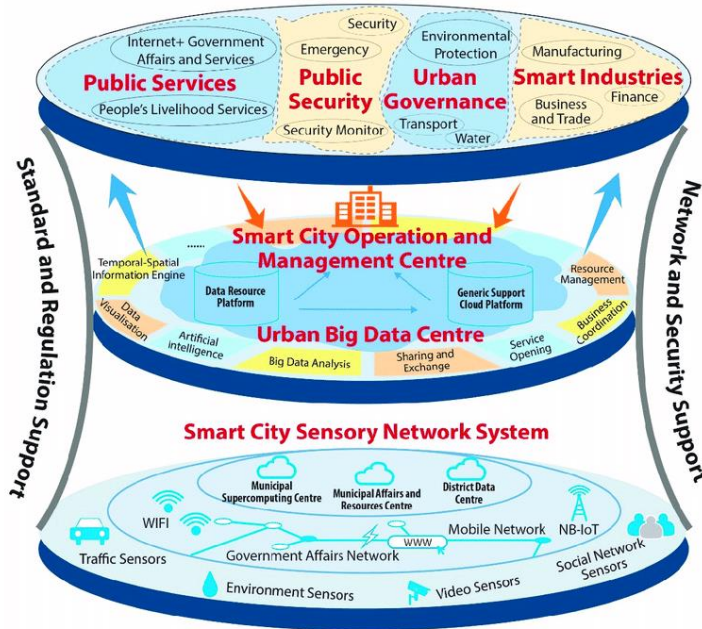 Security
Internet+ Government
Affairs and Services
Emergency
Environmental
Protection
Manufacturing
Public Services
Public
Security
Urban
Governance
Smart Industries
People's Livelihood Services
Security Monitor
Transport
Water
Business
and Trade
Finance
Standard and Regulation Support
Network and Security Support
Smart City Operation and
Management Centre
......
Temporal-Spatial
Information Engine
Data Resource
Platform
Generic Support
Cloud Platform
Resource
Management
Data
Visualisation
Artificial
intelligence
Urban Big Data Centre
Big Data Analysis
Sharing and
Exchange
Service
Opening
Business
Coordination
Smart City Sensory Network System
Municipal
Supercomputing Centre
Municipal Affairs and
Resources Centre
District Data
Centre
WIFI
Mobile Network
NB-IoT
www
Government Affairs Network
Traffic Sensors
Social Network
Sensors
Environment Sensors
Video Sensors